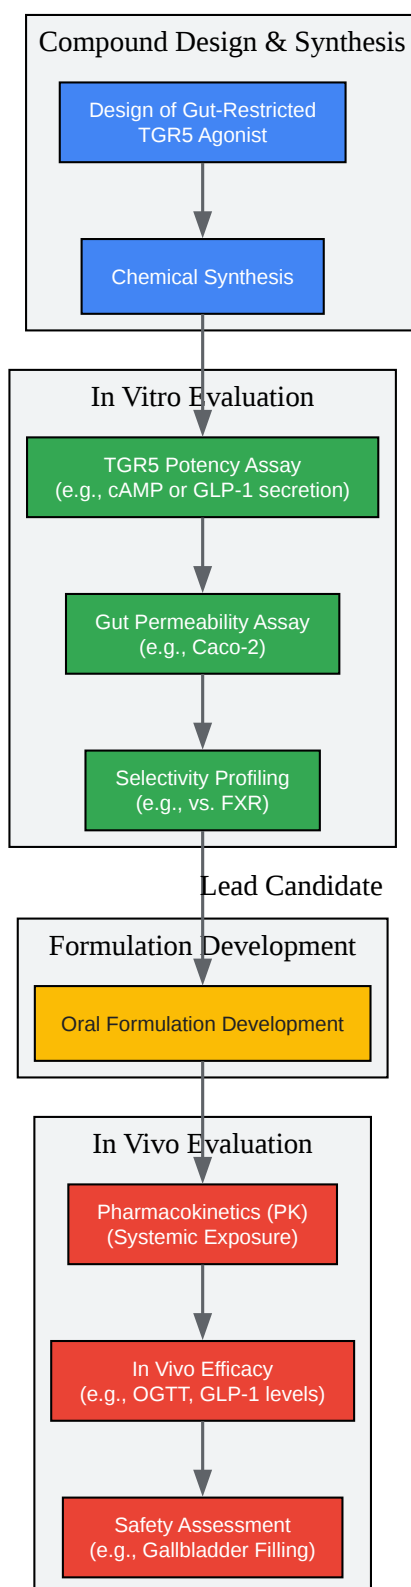 Compound Design & Synthesis
Design of Gut-Restricted
TGR5 Agonist
Chemical Synthesis
In Vitro Evaluation
TGR5 Potency Assay
(e.g., cAMP or GLP-1 secretion)
Gut Permeability Assay
(e.g., Caco-2)
Selectivity Profiling
(e.g., vs. FXR)
Lead Candidate
Formulation Development
Oral Formulation Development
In Vivo Evaluation
Pharmacokinetics (PK)
(Systemic Exposure)
In Vivo Efficacy
(e.g., OGTT, GLP-1 levels)
Safety Assessment
(e.g., Gallbladder Filling)